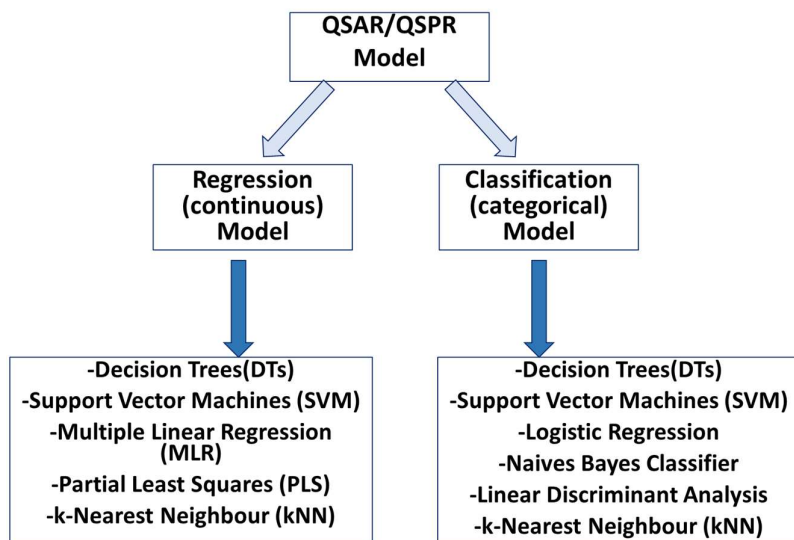 QSAR/QSPR
Model
Regression
(continuous)
Model
Classification
(categorical)
Model
-Decision Trees(DTs)
-Support Vector Machines (SVM)
-Multiple Linear Regression
(MLR)
-Partial Least Squares (PLS)
-k-Nearest Neighbour (kNN)
-Decision Trees(DTs)
-Support Vector Machines (SVM)
-Logistic Regression
-Naives Bayes Classifier
-Linear Discriminant Analysis
-k-Nearest Neighbour (kNN)